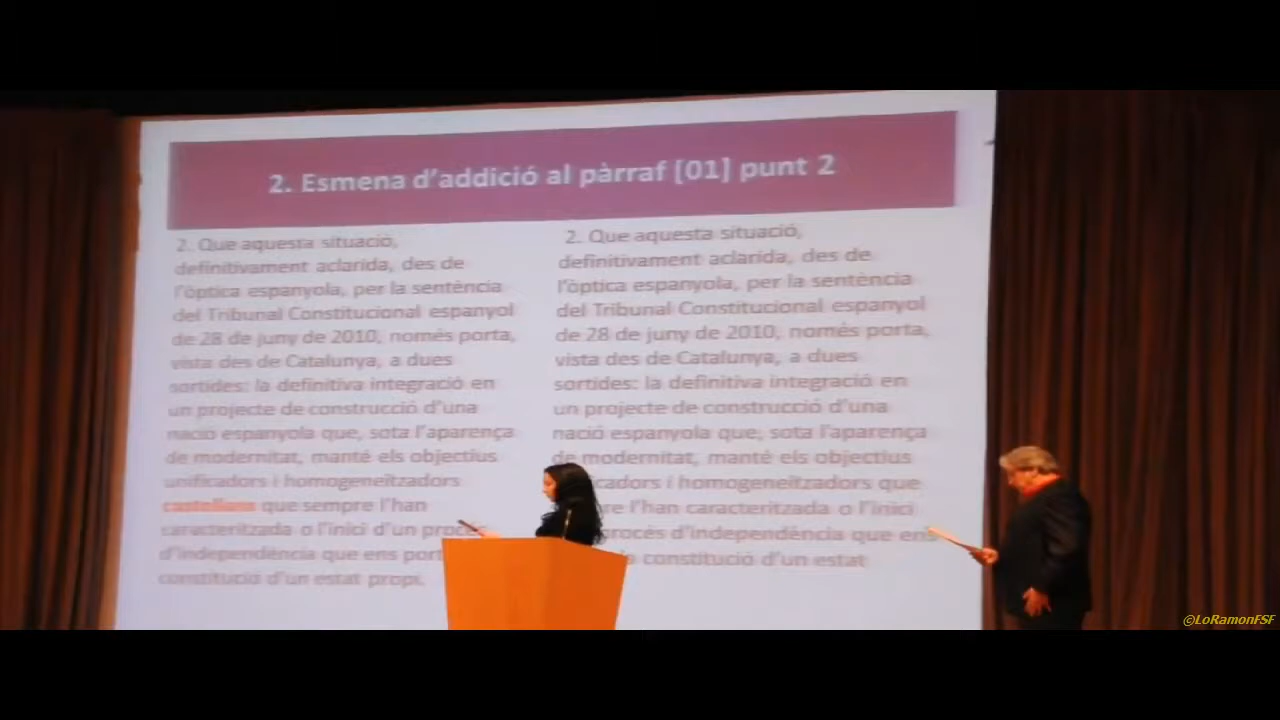 2. Esmena d'addició al pàrraf [01] punt 2
2. Que aquesta situació,
definitivament aclarida, des de
l'òptica espanyola, per la sentència
del Tribunal Constitucional espanyol
de 28 de juny de 2010, només porta,
vista des de Catalunya, a dues
sortides: la definitiva integració en
un projecte de construcció d'una
nació espanyola que, sota l'aparença
de modernitat, manté els objectius
unificadors i homogeneïtzadors
castellans que sempre l'han
caracteritzada o l'inici d'un procés
d'independència que ens port
constitució d'un estat propi.
2. Que aquesta situació,
definitivament aclarida, des de
l'òptica espanyola, per la sentència
del Tribunal Constitucional espanyol
de 28 de juny de 2010, només porta,
vista des de Catalunya, a dues
sortides: la definitiva integració en
un projecte de construcció d'una
nació espanyola que, sota l'aparença
de modernitat, manté els objectius
cadors i homogeneïtzadors que
re l'han caracteritzada o l'inici
rocés d'independència que ens
constitució d'un estat
©LoRamonFSF